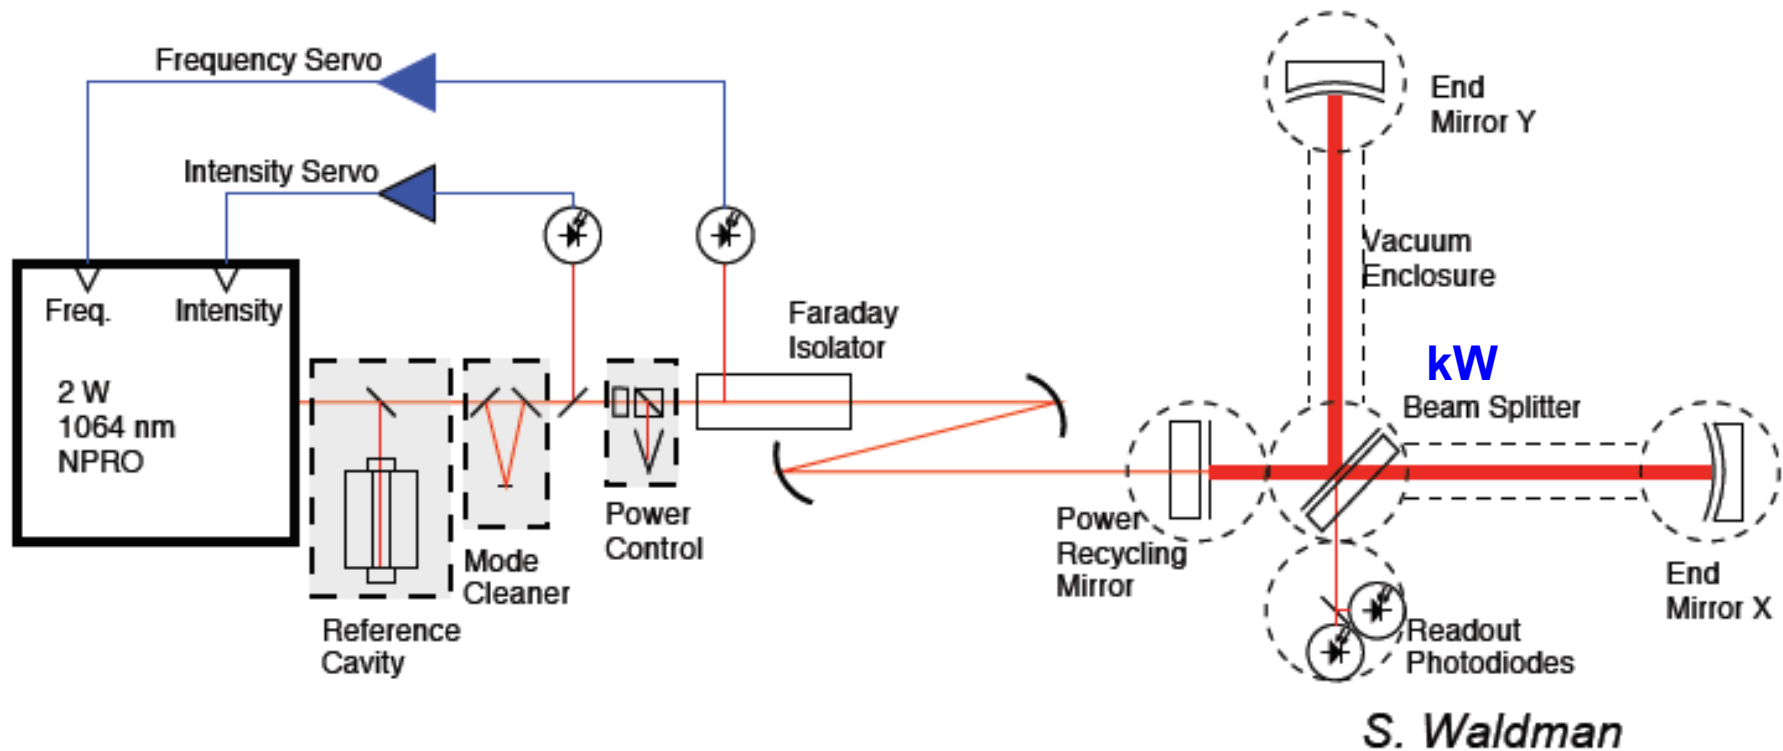 Frequency Servo
Intensity Servo
Freq.
Intensity
2 W
1064 nm
NPRO
Reference
Cavity
Mode
Cleaner
Power
Control
Faraday
Isolator
Power
Recycling
Mirror
End
Mirror Y
Vacuum
Enclosure
kW
Beam Splitter
End
Mirror X
Readout
Photodiodes
S. Waldman